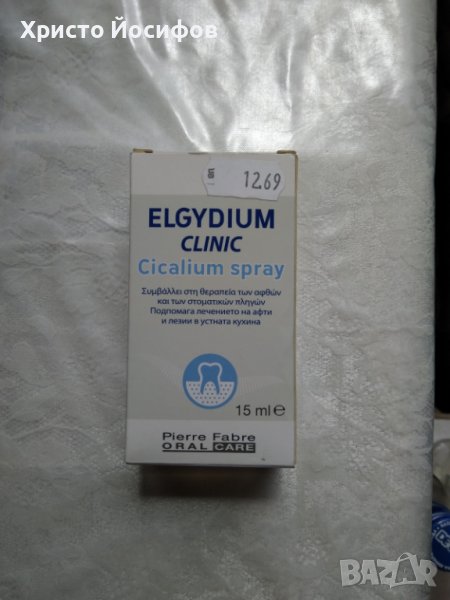 Христо Йосифов
12.69
ELGYDIUM
CLINIC
Cicalium spray
Συμβάλλει στη θεραπεία των αφθών
και των στοματικών πληγών
Подпомага лечението на афти
и лезии в устната кухина
15 ml ℮
Pierre Fabre
ORAL CARE
BAZAR